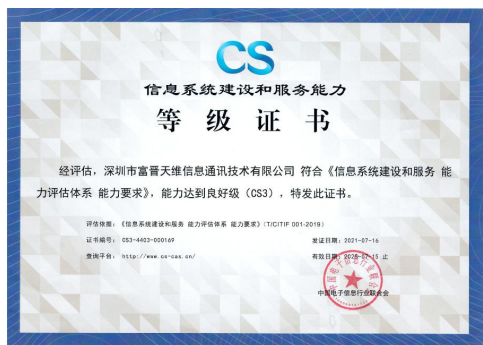 CS
信息系统建设和服务能力
等级证书
经评估，深圳市富晋天维信息通讯技术有限公司 符合《信息系统建设和服务 能
力评估体系 能力要求》，能力达到良好级（CS3），特发此证书。
评估依据：《信息系统建设和服务 能力评估体系 能力要求》（T/CITIF 001-2019）
证书编号： CS3-4403-000169
发证日期：2021-07-16
查询平台： http://www.cs-cas.cn/
有效日期：2025-07-15 止
中国电子信息行业联合会